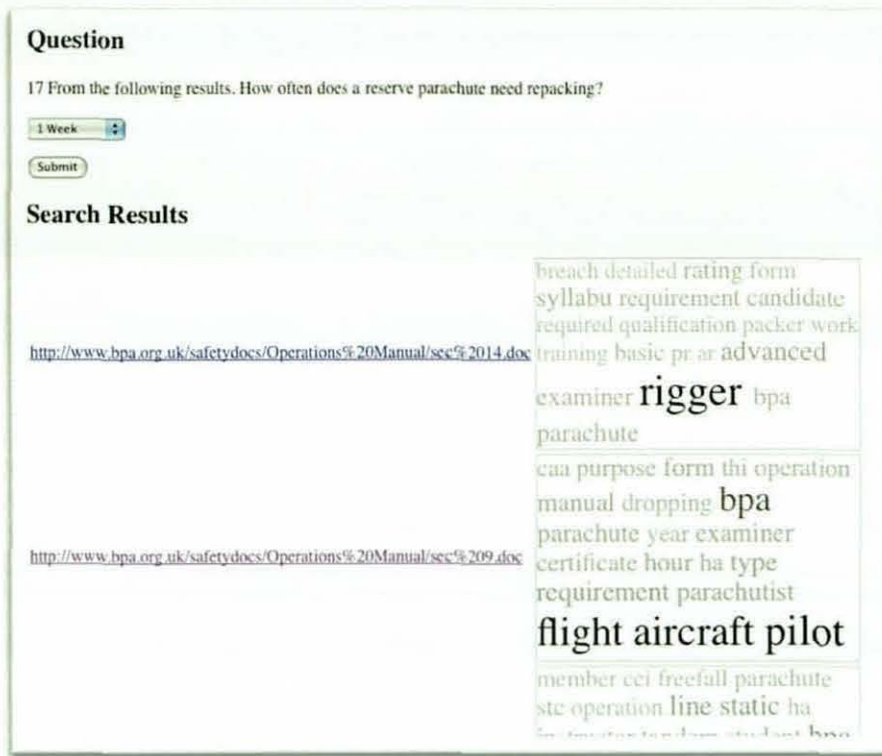 Question
17 From the following results. How often does a reserve parachute need repacking?
1 Week
Submit
Search Results
http://www.bpa.org.uk/safetydocs/Operations%20Manual/sec%2014.doc
breach detailed rating form
syllabu requirement candidate
required qualification packer work
training basic pr ar advanced
examiner rigger bpa
parachute
http://www.bpa.org.uk/safetydocs/Operations%20Manual/sec%209.doc
caa purpose form thi operation
manual dropping bpa
parachute year examiner
certificate hour ha type
requirement parachutist
flight aircraft pilot
member cci freefall parachute
stc operation line static ha
student bpa